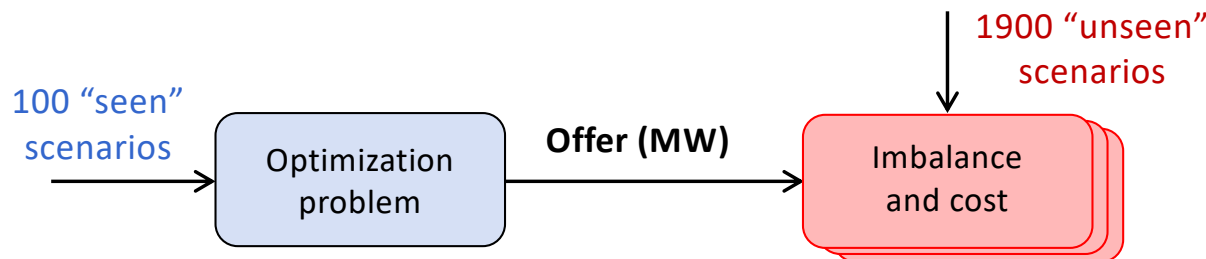 1900 “unseen”
scenarios
100 “seen”
scenarios
Optimization
problem
Offer (MW)
Imbalance
and cost